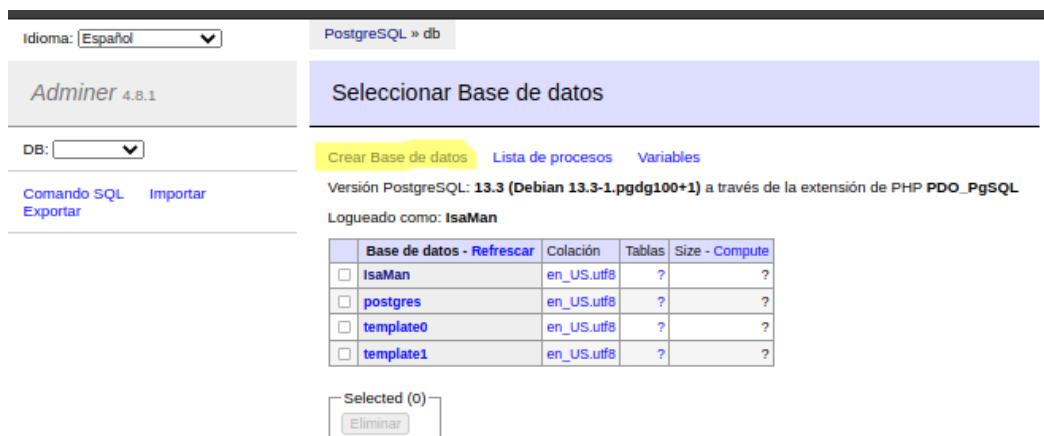 Idioma: Español
PostgreSQL » db
Adminer 4.8.1
Seleccionar Base de datos
DB:
Crear Base de datos Lista de procesos Variables
Comando SQL Importar
Exportar
Versión PostgreSQL: 13.3 (Debian 13.3-1.pgdg100+1) a través de la extensión de PHP PDO_PgSQL
Logueado como: IsaMan
Base de datos - Refrescar Colación Tablas Size - Compute
IsaMan en_US.utf8 ? ?
postgres en_US.utf8 ? ?
template0 en_US.utf8 ? ?
template1 en_US.utf8 ? ?
Selected (0)
Eliminar